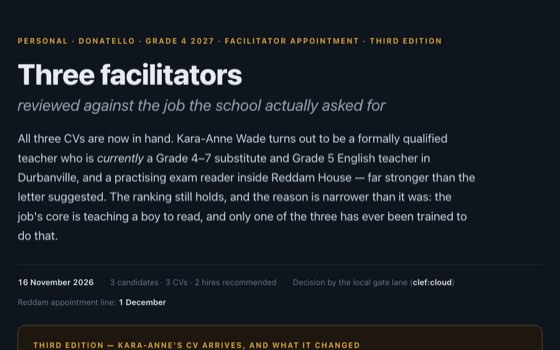 PERSONAL · DONATELLO · GRADE 4 2027 · FACILITATOR APPOINTMENT · THIRD EDITION
Three facilitators
reviewed against the job the school actually asked for
All three CVs are now in hand. Kara-Anne Wade turns out to be a formally qualified
teacher who is currently a Grade 4–7 substitute and Grade 5 English teacher in
Durbanville, and a practising exam reader inside Reddam House — far stronger than the
letter suggested. The ranking still holds, and the reason is narrower than it was: the
job's core is teaching a boy to read, and only one of the three has ever been trained to
do that.
16 November 2026 3 candidates · 3 CVs · 2 hires recommended Decision by the local gate lane (clef:cloud)
Reddam appointment line: 1 December
THIRD EDITION — KARA-ANNE'S CV ARRIVES, AND WHAT IT CHANGED